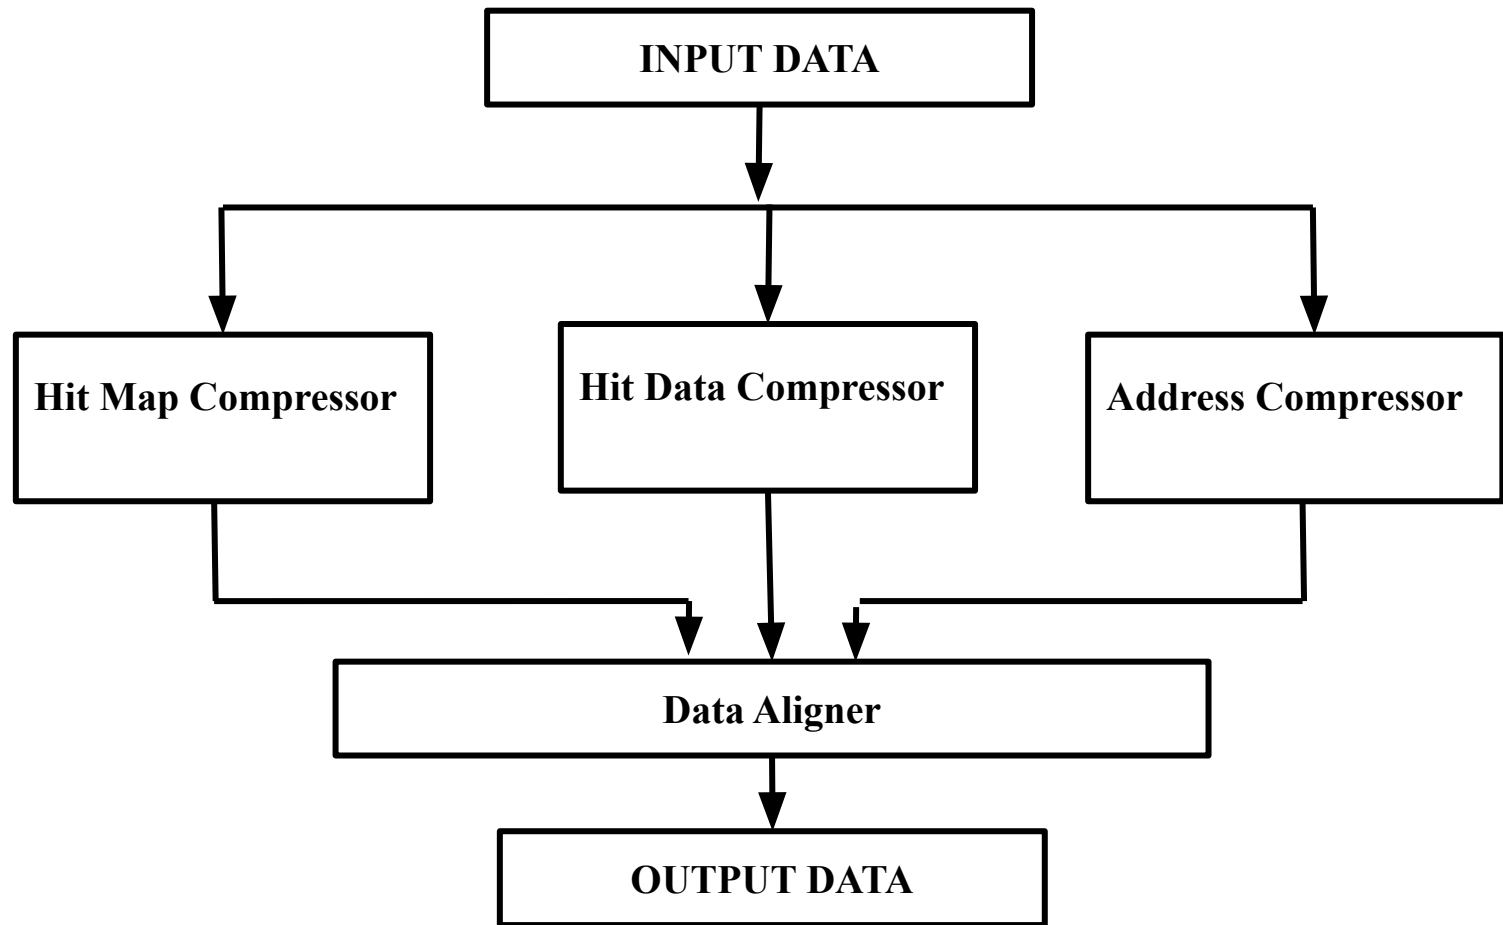 INPUT DATA
Hit Map Compressor
Hit Data Compressor
Address Compressor
Data Aligner
OUTPUT DATA